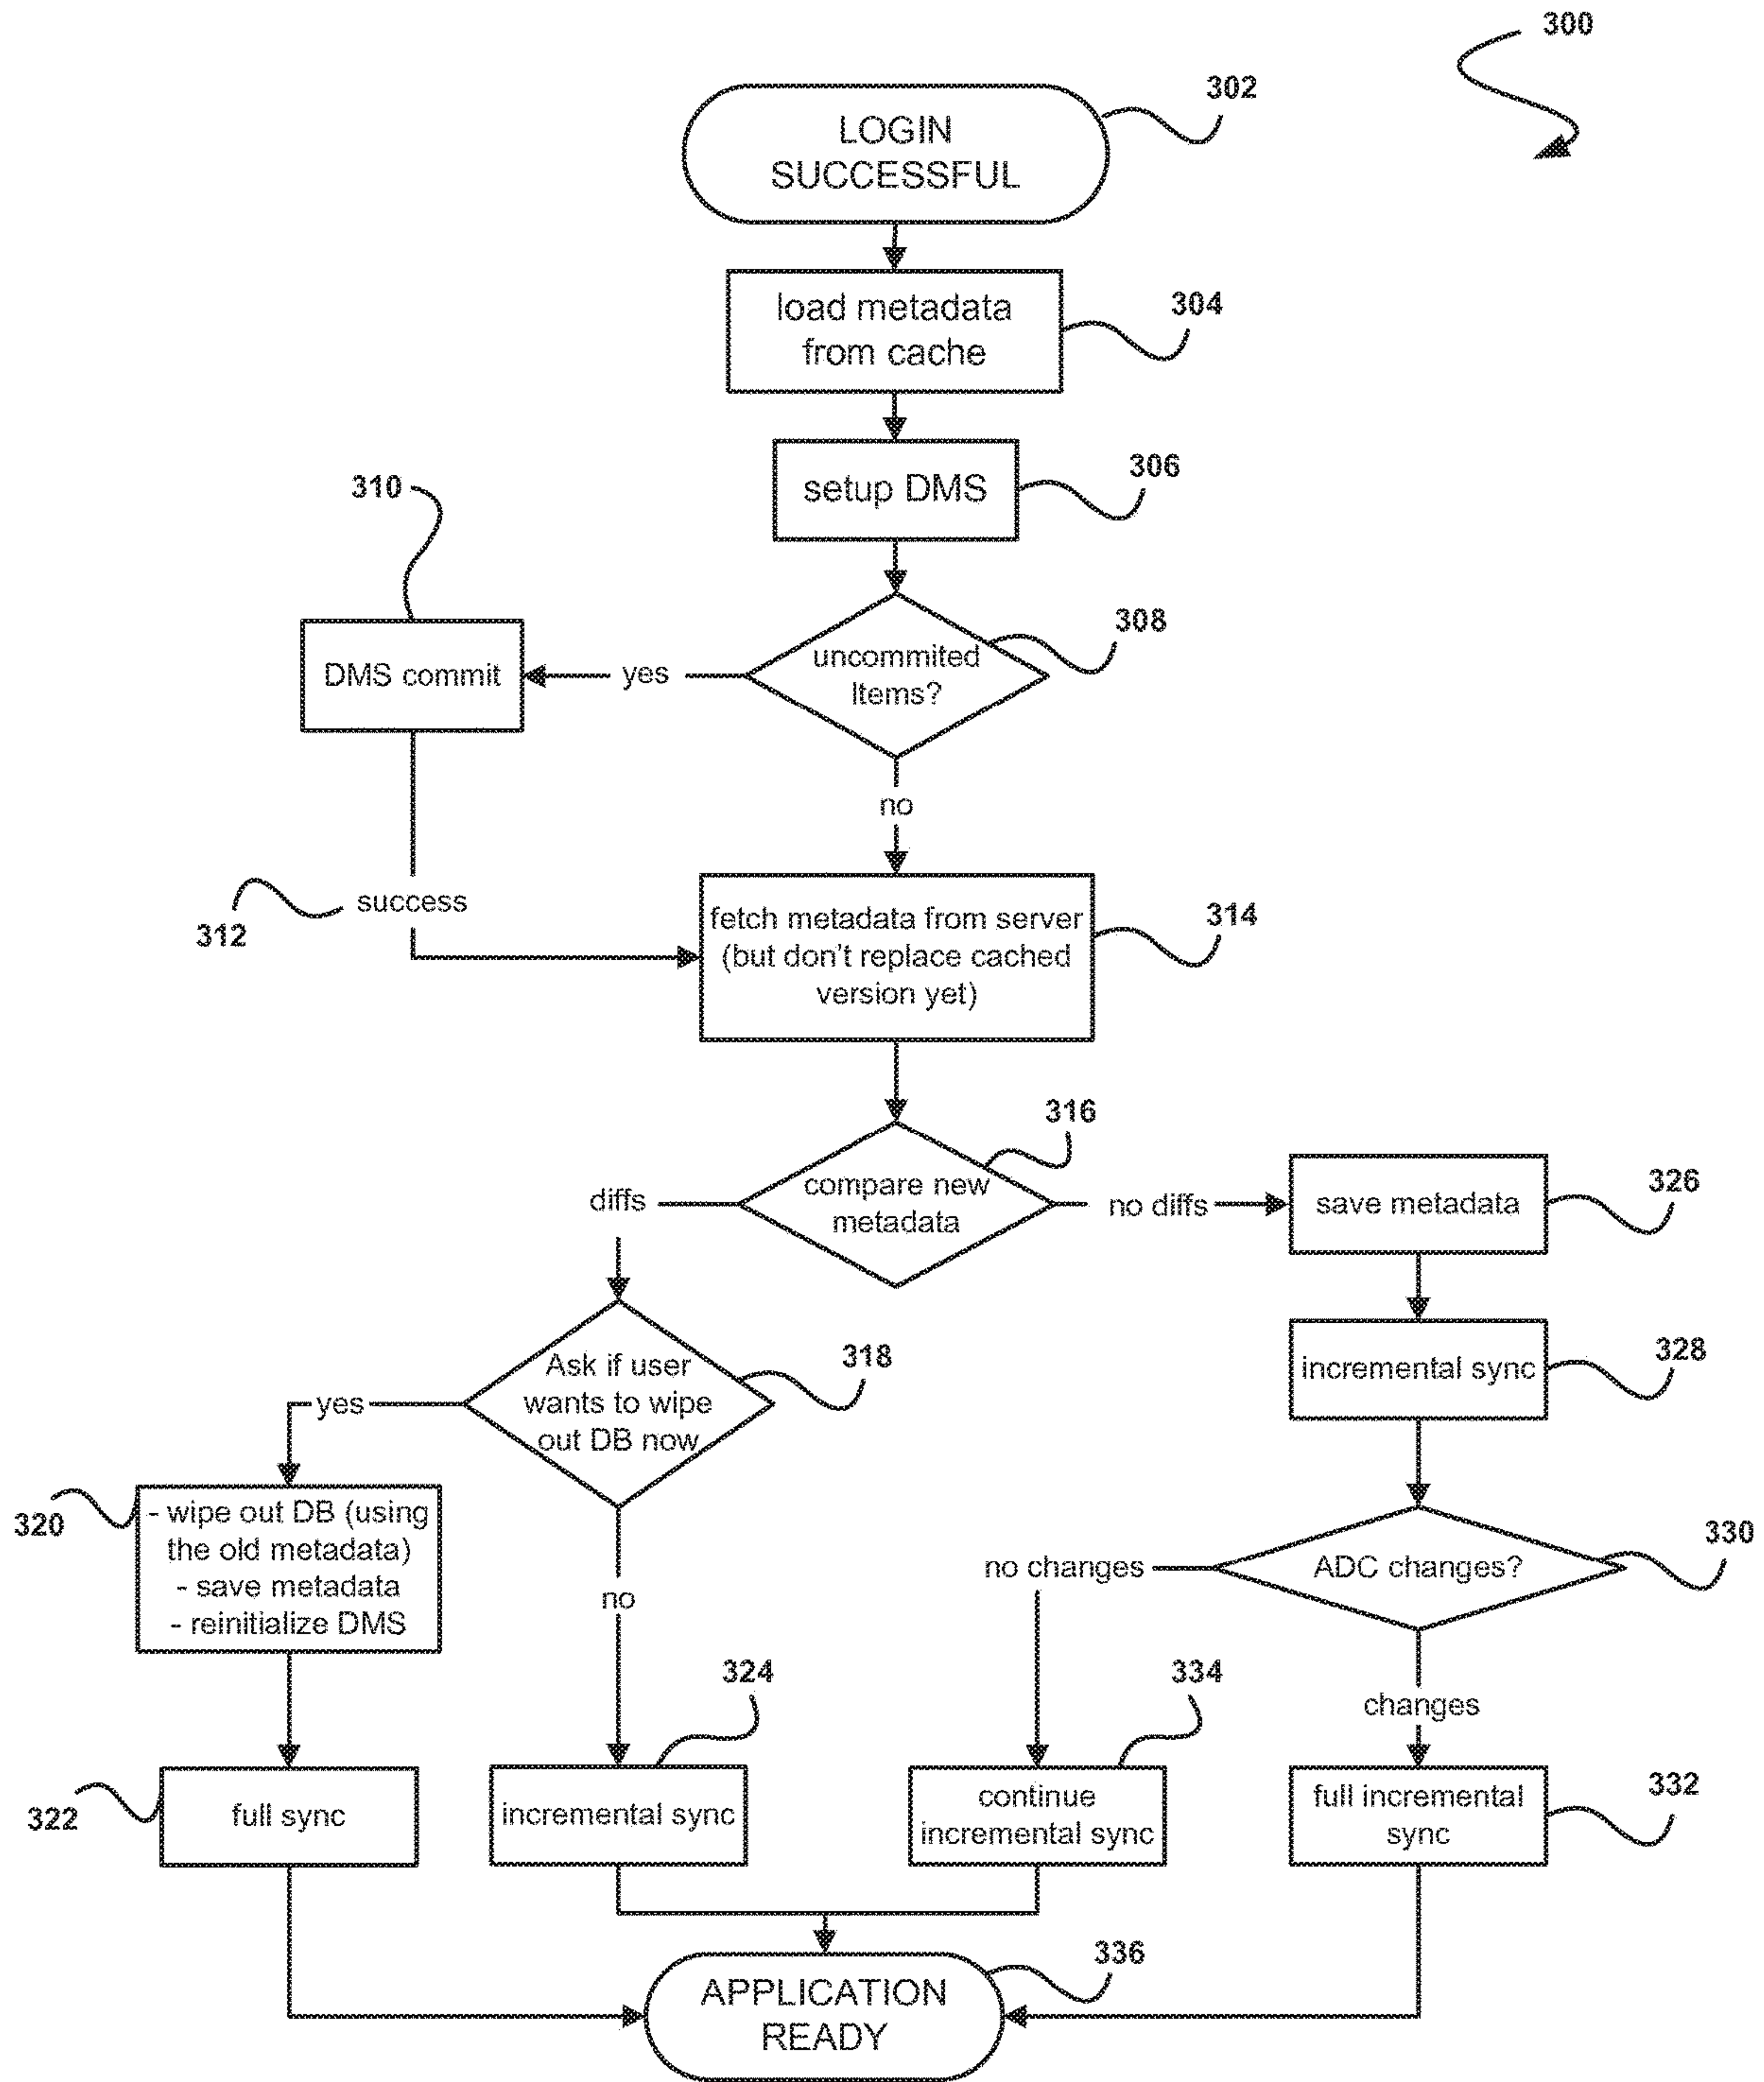 300
302
LOGIN
SUCCESSFUL
load metadata
from cache
304
setup DMS
306
310
uncommited
Items?
308
DMS commit
yes
no
success
312
fetch metadata from server
(but don't replace cached
version yet)
314
316
compare new
metadata
diffs
no diffs
save metadata
326
Ask if user
wants to wipe
out DB now
318
incremental sync
328
yes
320
- wipe out DB (using
the old metadata)
- save metadata
- reinitialize DMS
no
no changes
ADC changes?
330
changes
324
334
322
full sync
incremental sync
continue
incremental sync
full incremental
sync
332
APPLICATION
READY
336